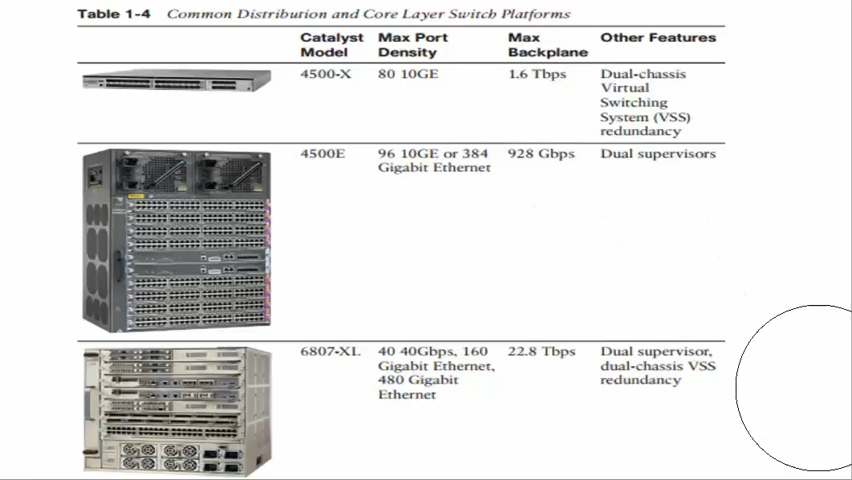 Table 1-4 Common Distribution and Core Layer Switch Platforms
Catalyst Model Max Port Density Max Backplane Other Features
4500-X 80 10GE 1.6 Tbps Dual-chassis
Virtual
Switching
System (VSS)
redundancy
4500E 96 10GE or 384 928 Gbps Dual supervisors
Gigabit Ethernet
6807-XL 40 40Gbps, 160 22.8 Tbps Dual supervisor,
Gigabit Ethernet, dual-chassis VSS
480 Gigabit redundancy
Ethernet